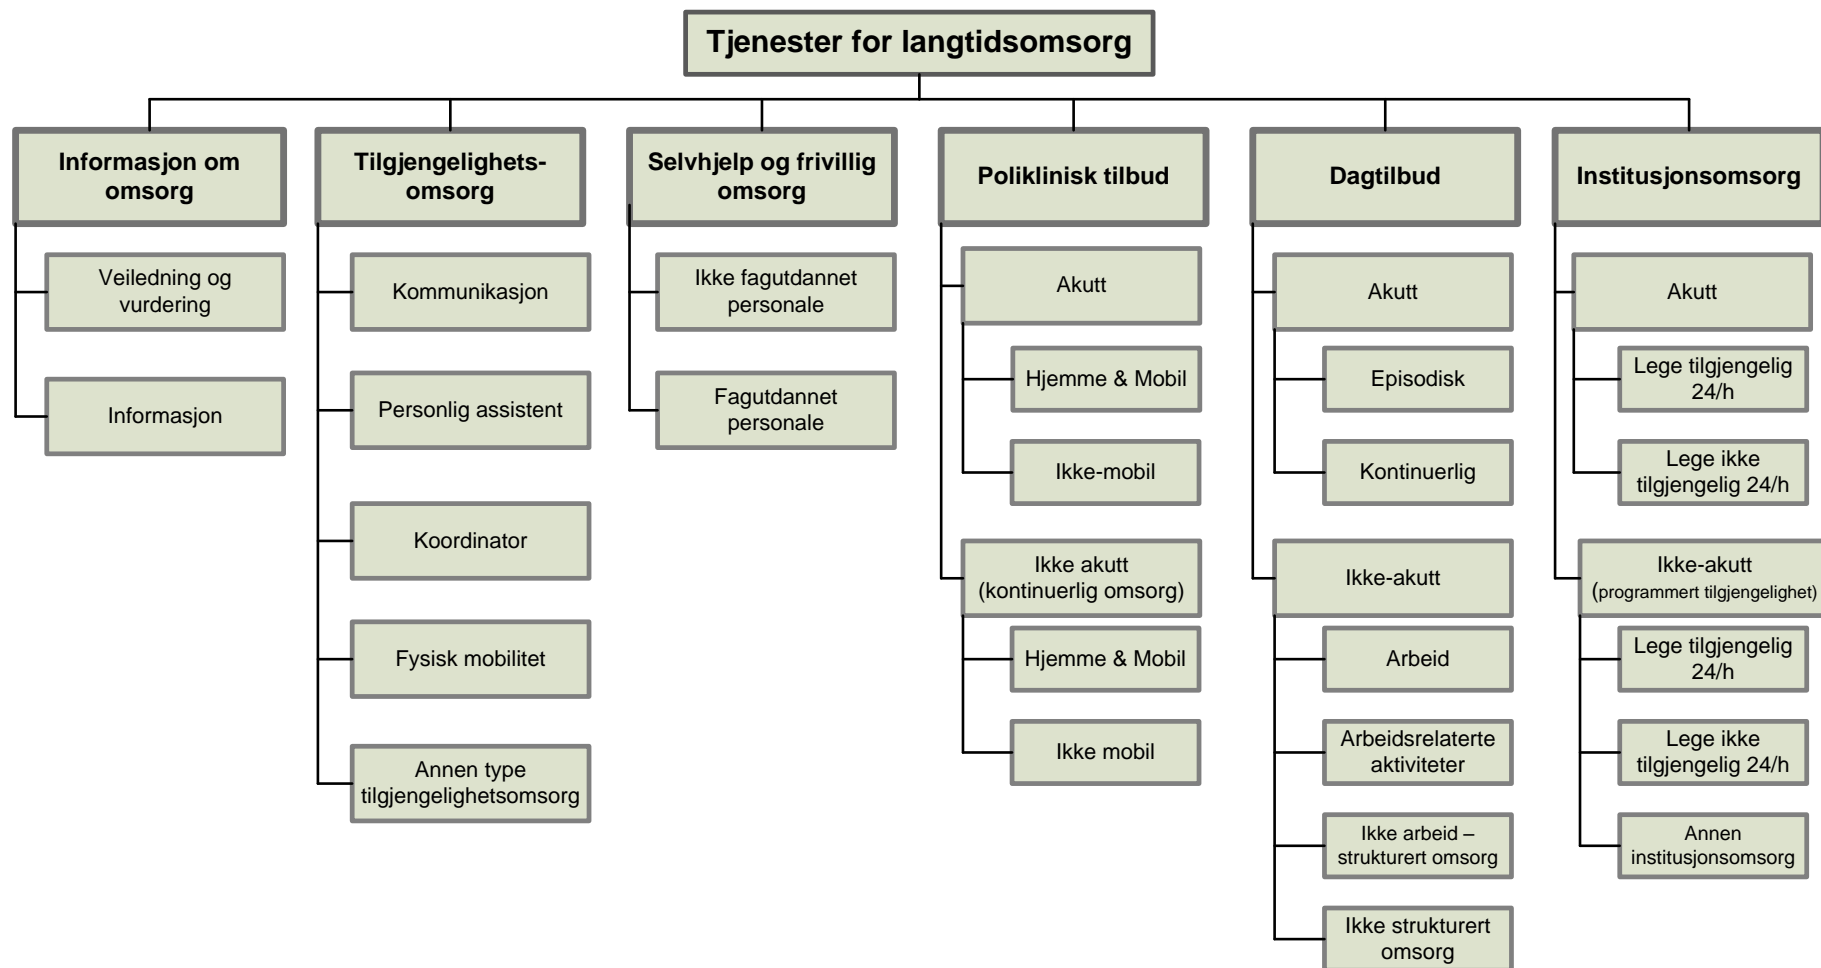 Tjenester for langtidsomsorg
Informasjon om
omsorg
Veiledning og
vurdering
Informasjon
Tilgjengelighets-
omsorg
Kommunikasjon
Personlig assistent
Koordinator
Fysisk mobilitet
Annen type
tilgjengelighetsomsorg
Selvhjelp og frivillig
omsorg
Ikke fagutdannet
personale
Fagutdannet
personale
Poliklinisk tilbud
Akutt
Hjemme & Mobil
Ikke-mobil
Ikke akutt
(kontinuerlig omsorg)
Hjemme & Mobil
Ikke mobil
Dagtilbud
Akutt
Episodisk
Kontinuerlig
Ikke-akutt
Arbeid
Arbeidsrelaterte
aktiviteter
Ikke arbeid –
strukturert omsorg
Ikke strukturert
omsorg
Institusjonsomsorg
Akutt
Lege tilgjengelig
24/h
Lege ikke
tilgjengelig 24/h
Ikke-akutt
(programmert tilgjengelighet)
Lege tilgjengelig
24/h
Lege ikke
tilgjengelig 24/h
Annen
institusjonsomsorg